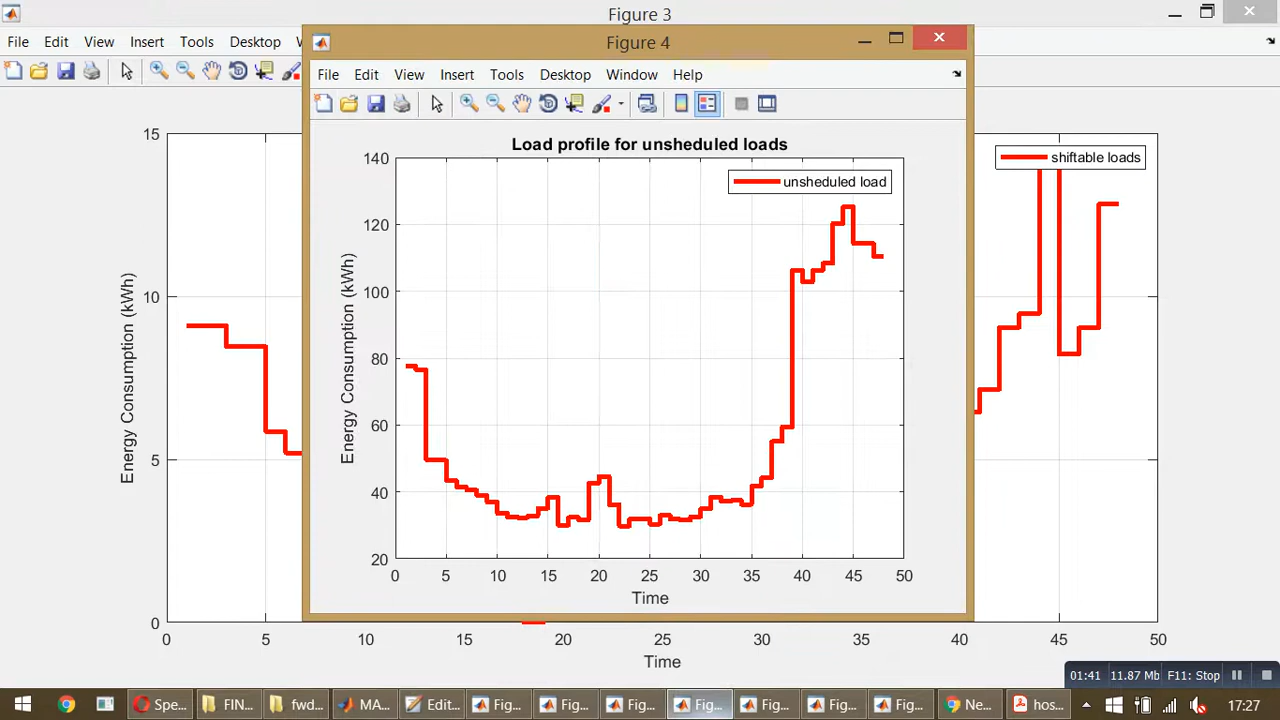 Figure 3
File Edit View Insert Tools Desktop
Figure 4
File Edit View Insert Tools Desktop Window Help
Load profile for unsheduled loads
unsheduled load
140
120
100
80
60
40
20
Energy Consumption (kWh)
0 5 10 15 20 25 30 35 40 45 50
Time
15
10
5
0
Energy Consumption (kWh)
shiftable loads
0 5 10 15 20 25 30 35 40 45 50
Time
01:41 11.87 Mb F11: Stop
Spe... FIN... fwd... MA... Edit... Fig... Fig... Fig... Fig... Fig... Fig... Fig... Ne... hos... 17:27